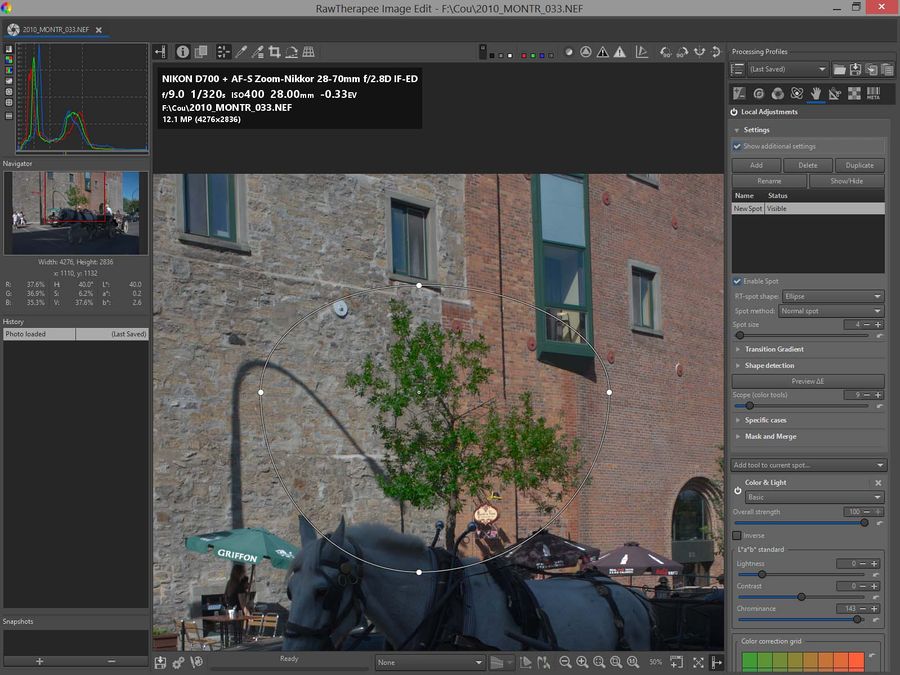 RawTherapee Image Edit - F:\Cou\2010_MONTR_033.NEF
2010_MONTR_033.NEF
NIKON D700 + AF-S Zoom-Nikkor 28-70mm f/2.8D IF-ED
f/9.0 1/320s ISO400 28.00mm -0.33EV
F:\Cou\2010_MONTR_033.NEF
12.1 MP (4276x2836)
Navigator
Width: 4276, Height: 2836
x: 1110, y: 1132
R: 37.6% H: 40.0° L*: 40.0
G: 36.9% S: 6.2% a*: 0.2
B: 35.3% V: 37.6% b*: 2.6
History
Photo loaded (Last Saved)
Snapshots
GRIFFON
Ready
None
50%
Processing Profiles
(Last Saved)
META
Local Adjustments
Settings
Show additional settings
Add Delete Duplicate
Rename Show/Hide
Name Status
New Spot Visible
Enable Spot
RT-spot shape: Ellipse
Spot method: Normal spot
Spot size 4
Transition Gradient
Shape detection
Preview ΔE
Scope (color tools) 9
Specific cases
Mask and Merge
Add tool to current spot...
Color & Light
Basic
Overall strength 100
Inverse
L*a*b* standard
Lightness 0
Contrast 0
Chrominance 143
Color correction grid